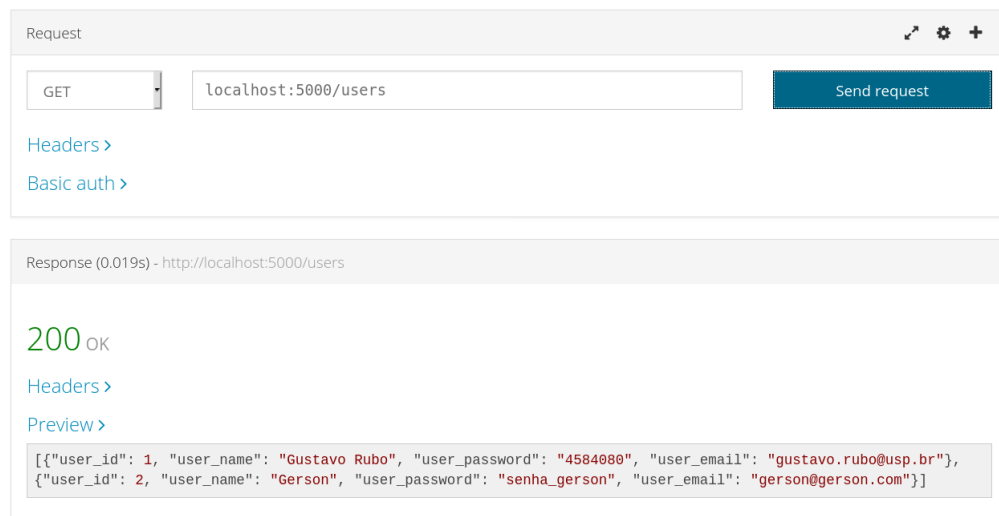 Request
GET localhost:5000/users Send request
Headers
Basic auth
Response (0.019s) - http://localhost:5000/users
200 OK
Headers
Preview
[{"user_id": 1, "user_name": "Gustavo Rubo", "user_password": "4584080", "user_email": "gustavo.rubo@usp.br"},
{"user_id": 2, "user_name": "Gerson", "user_password": "senha_gerson", "user_email": "gerson@gerson.com"}]